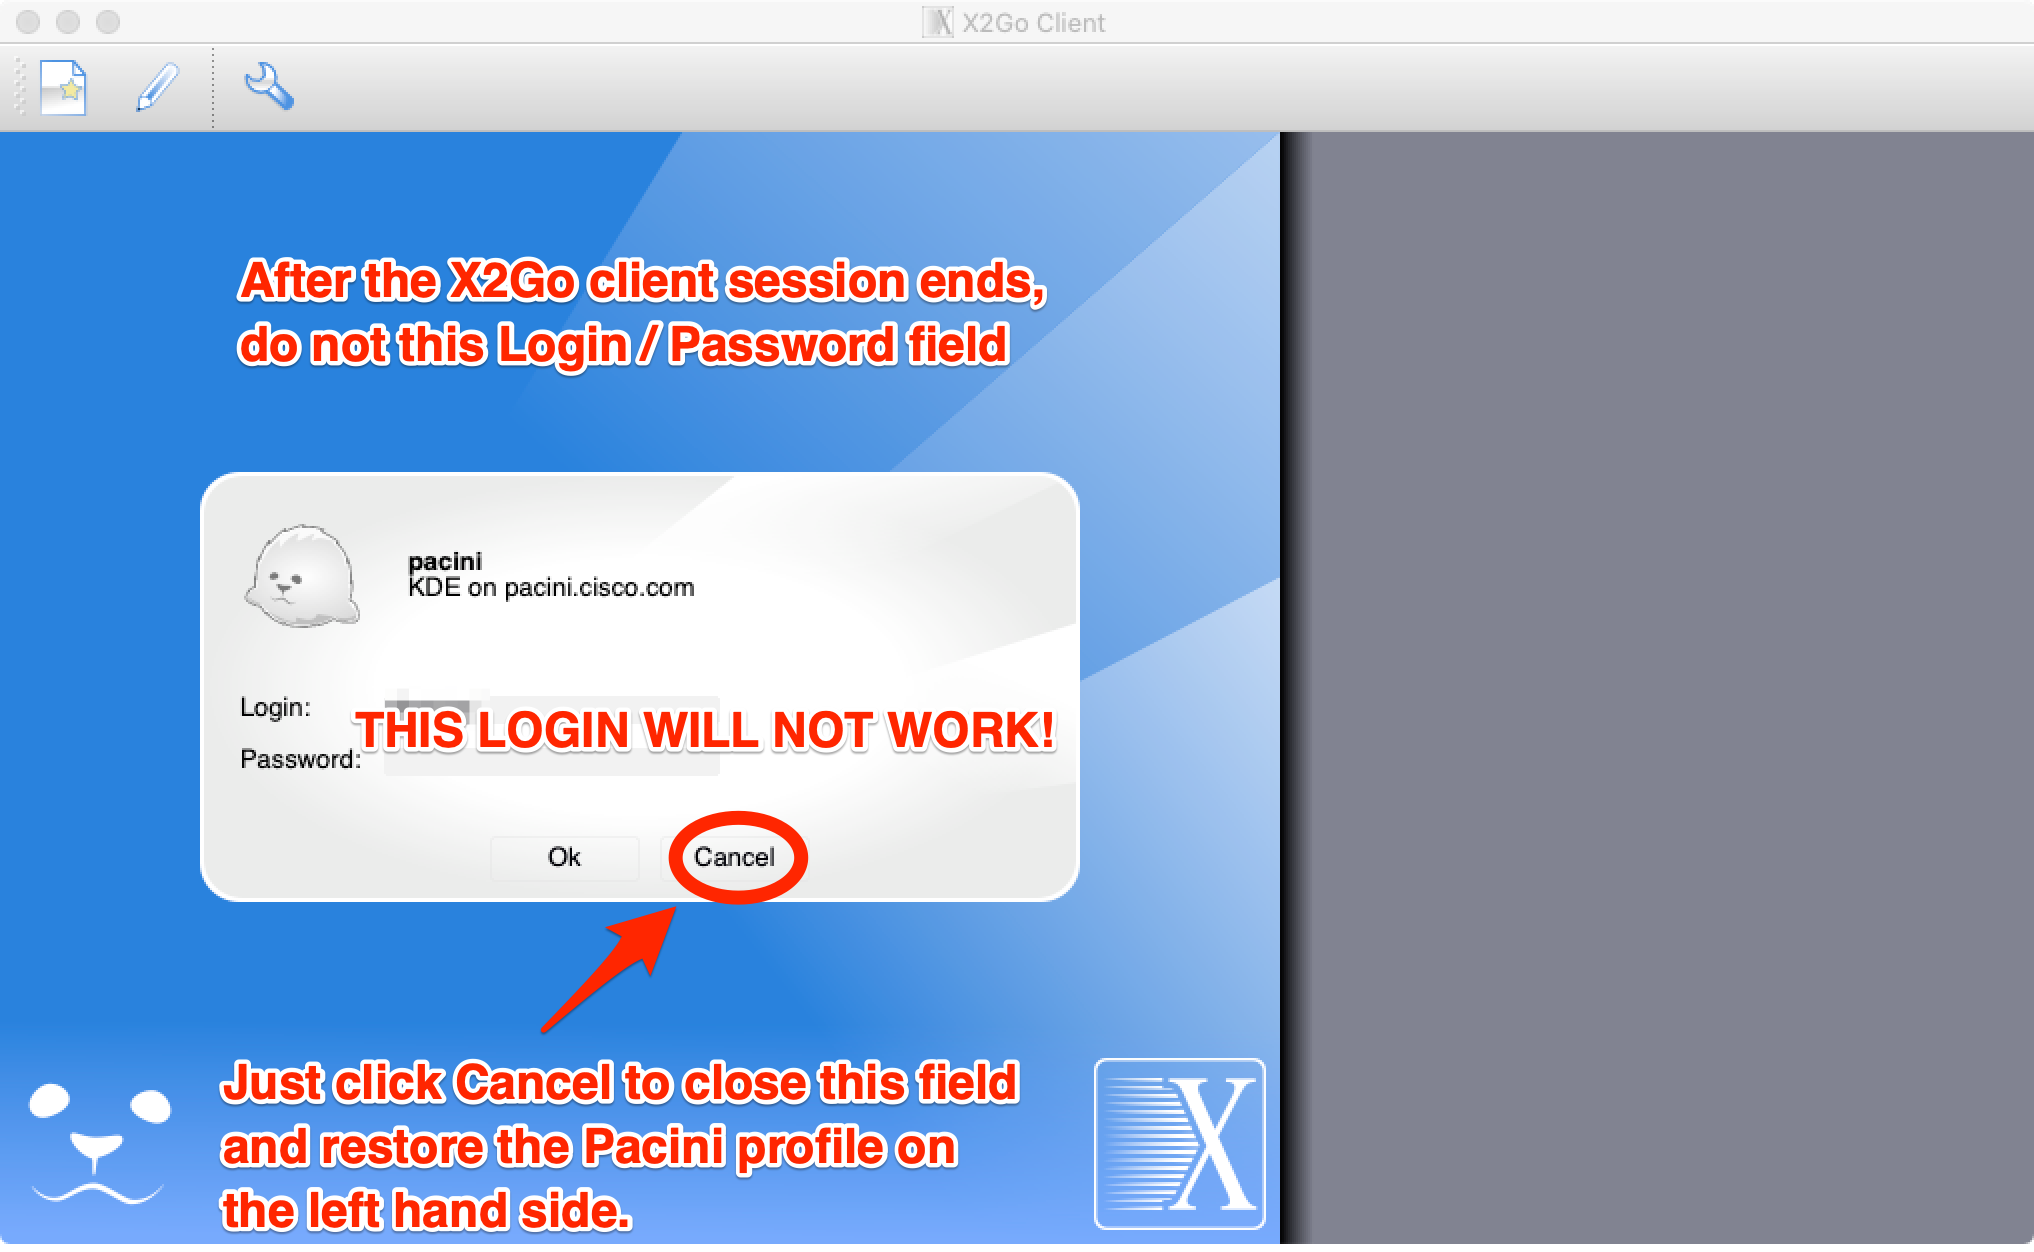 X2Go Client
After the X2Go client session ends,
do not this Login / Password field
pacini
KDE on pacini.cisco.com
Login:
THIS LOGIN WILL NOT WORK!
Password:
Ok
Cancel
Just click Cancel to close this field
and restore the Pacini profile on
the left hand side.
X